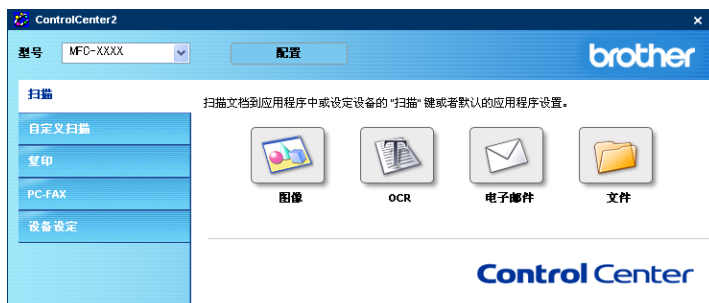 ControlCenter2
型号 MFC-XXXX 配置 brother
扫描
扫描文档到应用程序中或设定设备的 "扫描" 键或者默认的应用程序设置。
自定义扫描
复印
PC-FAX
设备设定
图像 OCR 电子邮件 文件
Control Center